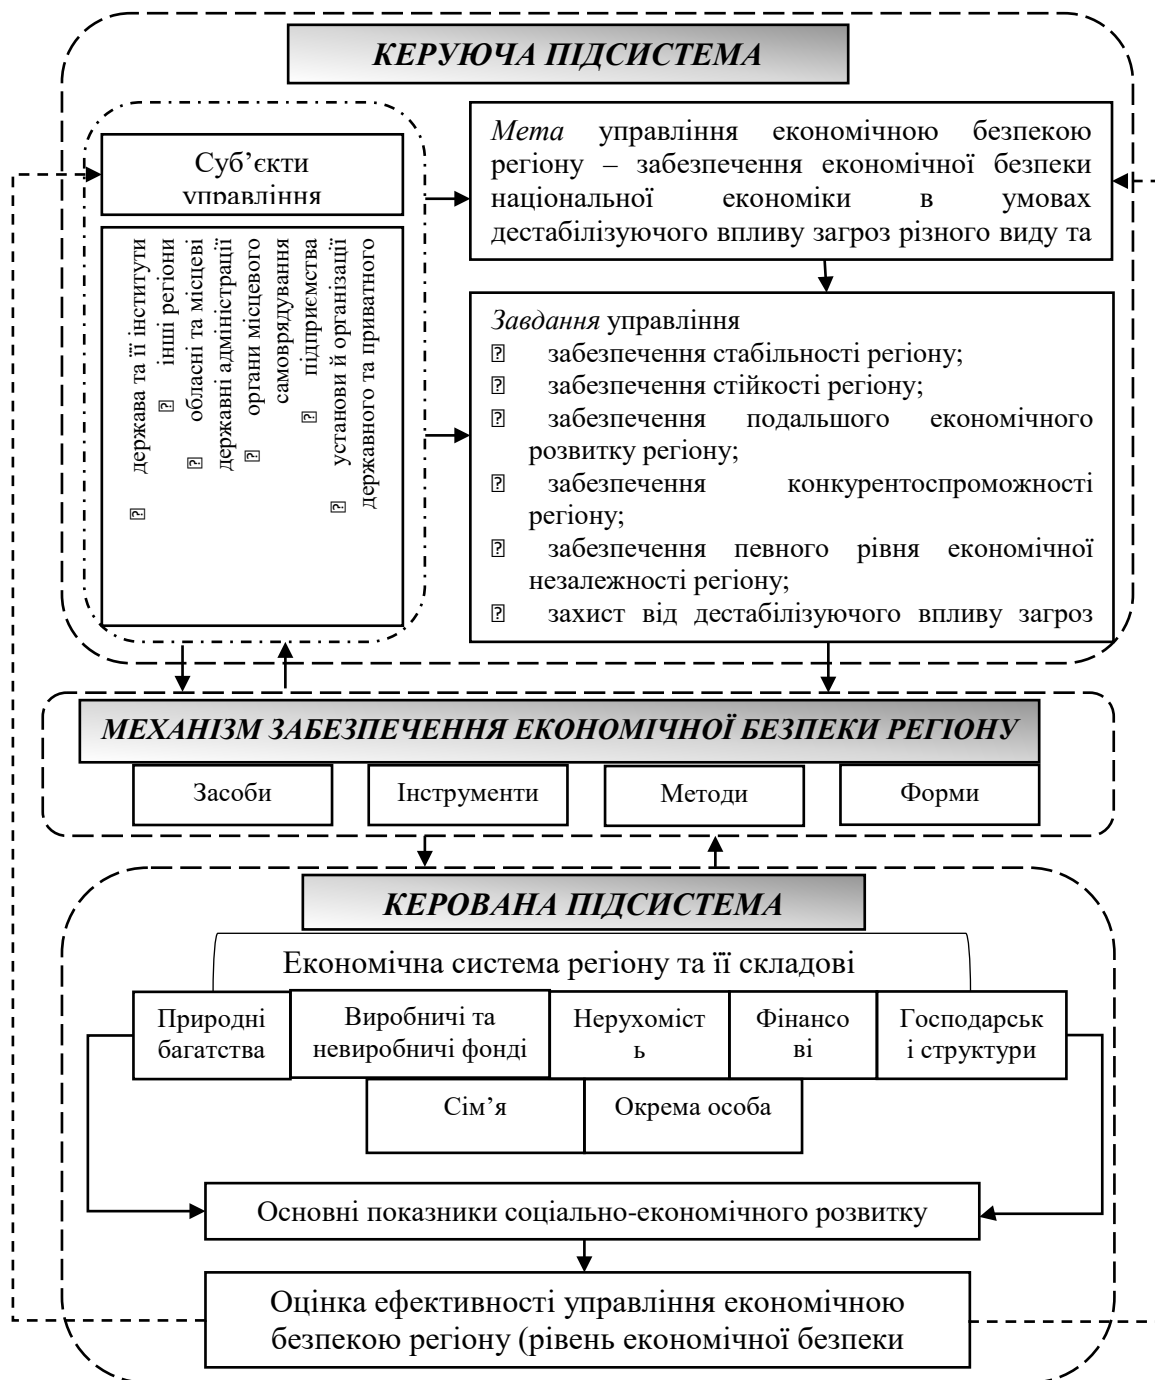 КЕРУЮЧА ПІДСИСТЕМА
Суб’єкти
управління
держава та її інститути
інші регіони
обласні та місцеві
державні адміністрації
органи місцевого
самоврядування
підприємства
установи й організації
державного та приватного
Мета управління економічною безпекою
регіону – забезпечення економічної безпеки
національної економіки в умовах
дестабілізуючого впливу загроз різного виду та
Завдання управління
забезпечення стабільності регіону;
забезпечення стійкості регіону;
забезпечення подальшого економічного
розвитку регіону;
забезпечення конкурентоспроможності
регіону;
забезпечення певного рівня економічної
незалежності регіону;
захист від дестабілізуючого впливу загроз
МЕХАНІЗМ ЗАБЕЗПЕЧЕННЯ ЕКОНОМІЧНОЇ БЕЗПЕКИ РЕГІОНУ
Засоби
Інструменти
Методи
Форми
КЕРОВАНА ПІДСИСТЕМА
Економічна система регіону та її складові
Природні
багатства
Виробничі та
невиробничі фонді
Нерухоміст
ь
Фінансо
ві
Господарськ
і структури
Сім’я
Окрема особа
Основні показники соціально-економічного розвитку
Оцінка ефективності управління економічною
безпекою регіону (рівень економічної безпеки